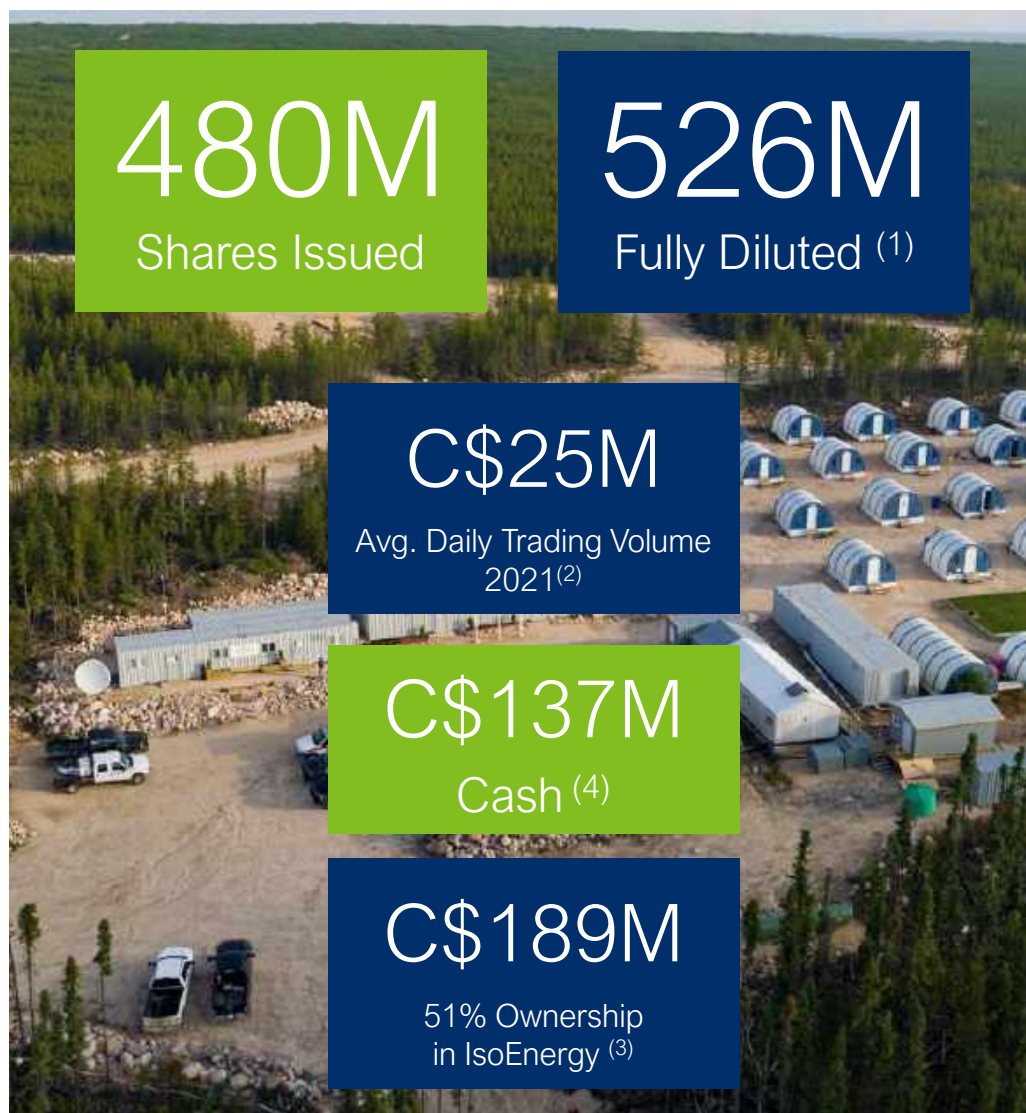 480M
Shares Issued
526M
Fully Diluted (1)
C$25M
Avg. Daily Trading Volume
2021(2)
C$137M
Cash (4)
C$189M
51% Ownership
in IsoEnergy (3)